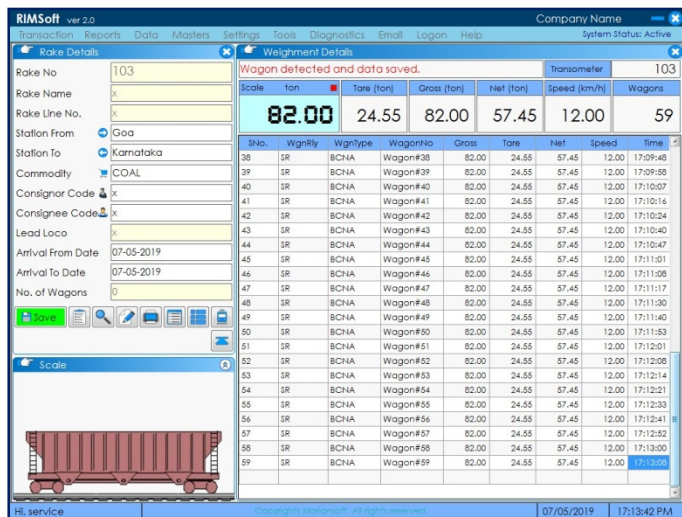 RIMSoft ver 2.0 Company Name
Transaction Reports Data Masters Settings Tools Diagnostics Email Logon Help System Status: Active
Rake Details
Rake No 103
Rake Name x
Rake Line No. x
Station From Goa
Station To Karnataka
Commodity COAL
Consignor Code x
Consignee Code x
Lead Loco x
Arrival From Date 07-05-2019
Arrival To Date 07-05-2019
No. of Wagons 0
Save
Scale
Weighment Details
Wagon detected and data saved. Transometer 103
Scale ton Tare (ton) Gross (ton) Net (ton) Speed (km/h) Wagons
82.00 24.55 82.00 57.45 12.00 59
SNo. WgnRly WgnType WagonNo Gross Tare Net Speed Time
38 SR BCNA Wagon#38 82.00 24.55 57.45 12.00 17:09:48
39 SR BCNA Wagon#39 82.00 24.55 57.45 12.00 17:09:58
40 SR BCNA Wagon#40 82.00 24.55 57.45 12.00 17:10:07
41 SR BCNA Wagon#41 82.00 24.55 57.45 12.00 17:10:16
42 SR BCNA Wagon#42 82.00 24.55 57.45 12.00 17:10:24
43 SR BCNA Wagon#43 82.00 24.55 57.45 12.00 17:10:40
44 SR BCNA Wagon#44 82.00 24.55 57.45 12.00 17:10:47
45 SR BCNA Wagon#45 82.00 24.55 57.45 12.00 17:11:01
46 SR BCNA Wagon#46 82.00 24.55 57.45 12.00 17:11:08
47 SR BCNA Wagon#47 82.00 24.55 57.45 12.00 17:11:17
48 SR BCNA Wagon#48 82.00 24.55 57.45 12.00 17:11:30
49 SR BCNA Wagon#49 82.00 24.55 57.45 12.00 17:11:40
50 SR BCNA Wagon#50 82.00 24.55 57.45 12.00 17:11:53
51 SR BCNA Wagon#51 82.00 24.55 57.45 12.00 17:12:01
52 SR BCNA Wagon#52 82.00 24.55 57.45 12.00 17:12:08
53 SR BCNA Wagon#53 82.00 24.55 57.45 12.00 17:12:14
54 SR BCNA Wagon#54 82.00 24.55 57.45 12.00 17:12:21
55 SR BCNA Wagon#55 82.00 24.55 57.45 12.00 17:12:33
56 SR BCNA Wagon#56 82.00 24.55 57.45 12.00 17:12:41
57 SR BCNA Wagon#57 82.00 24.55 57.45 12.00 17:12:52
58 SR BCNA Wagon#58 82.00 24.55 57.45 12.00 17:13:00
59 SR BCNA Wagon#59 82.00 24.55 57.45 12.00 17:13:08
Hi, service Copyrights Mariansoft. All rights reserved. 07/05/2019 17:13:42 PM